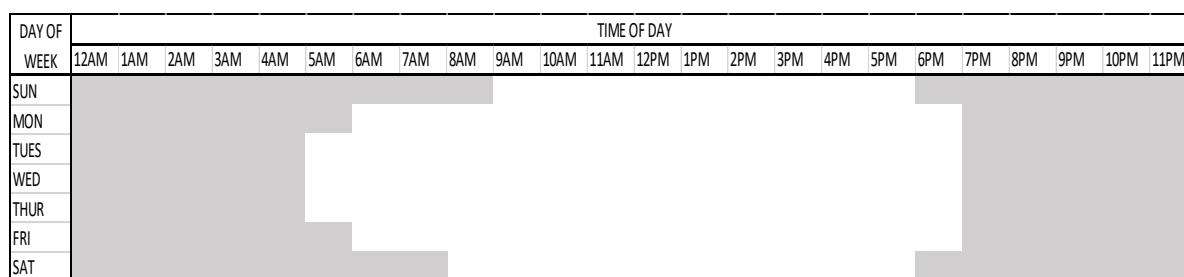 DAY OF TIME OF DAY
WEEK 12AM 1AM 2AM 3AM 4AM 5AM 6AM 7AM 8AM 9AM 10AM 11AM 12PM 1PM 2PM 3PM 4PM 5PM 6PM 7PM 8PM 9PM 10PM 11PM
SUN
MON
TUES
WED
THUR
FRI
SAT